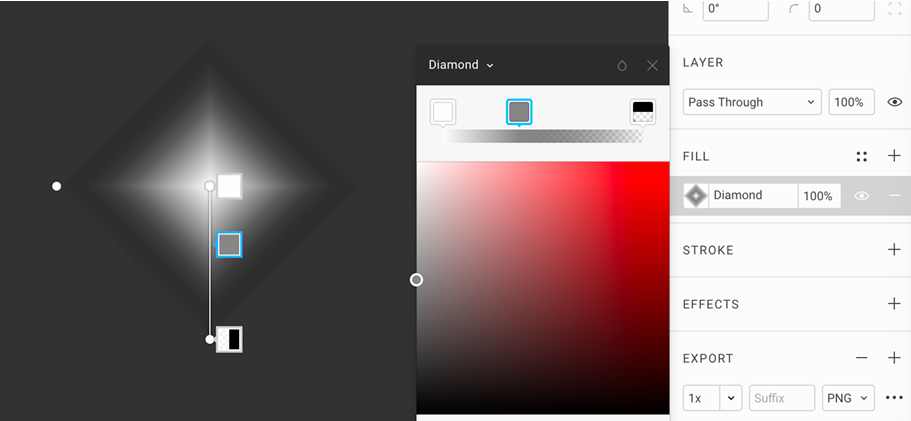 0°
0
Diamond
LAYER
Pass Through
100%
FILL
Diamond
100%
STROKE
EFFECTS
EXPORT
1x
Suffix
PNG